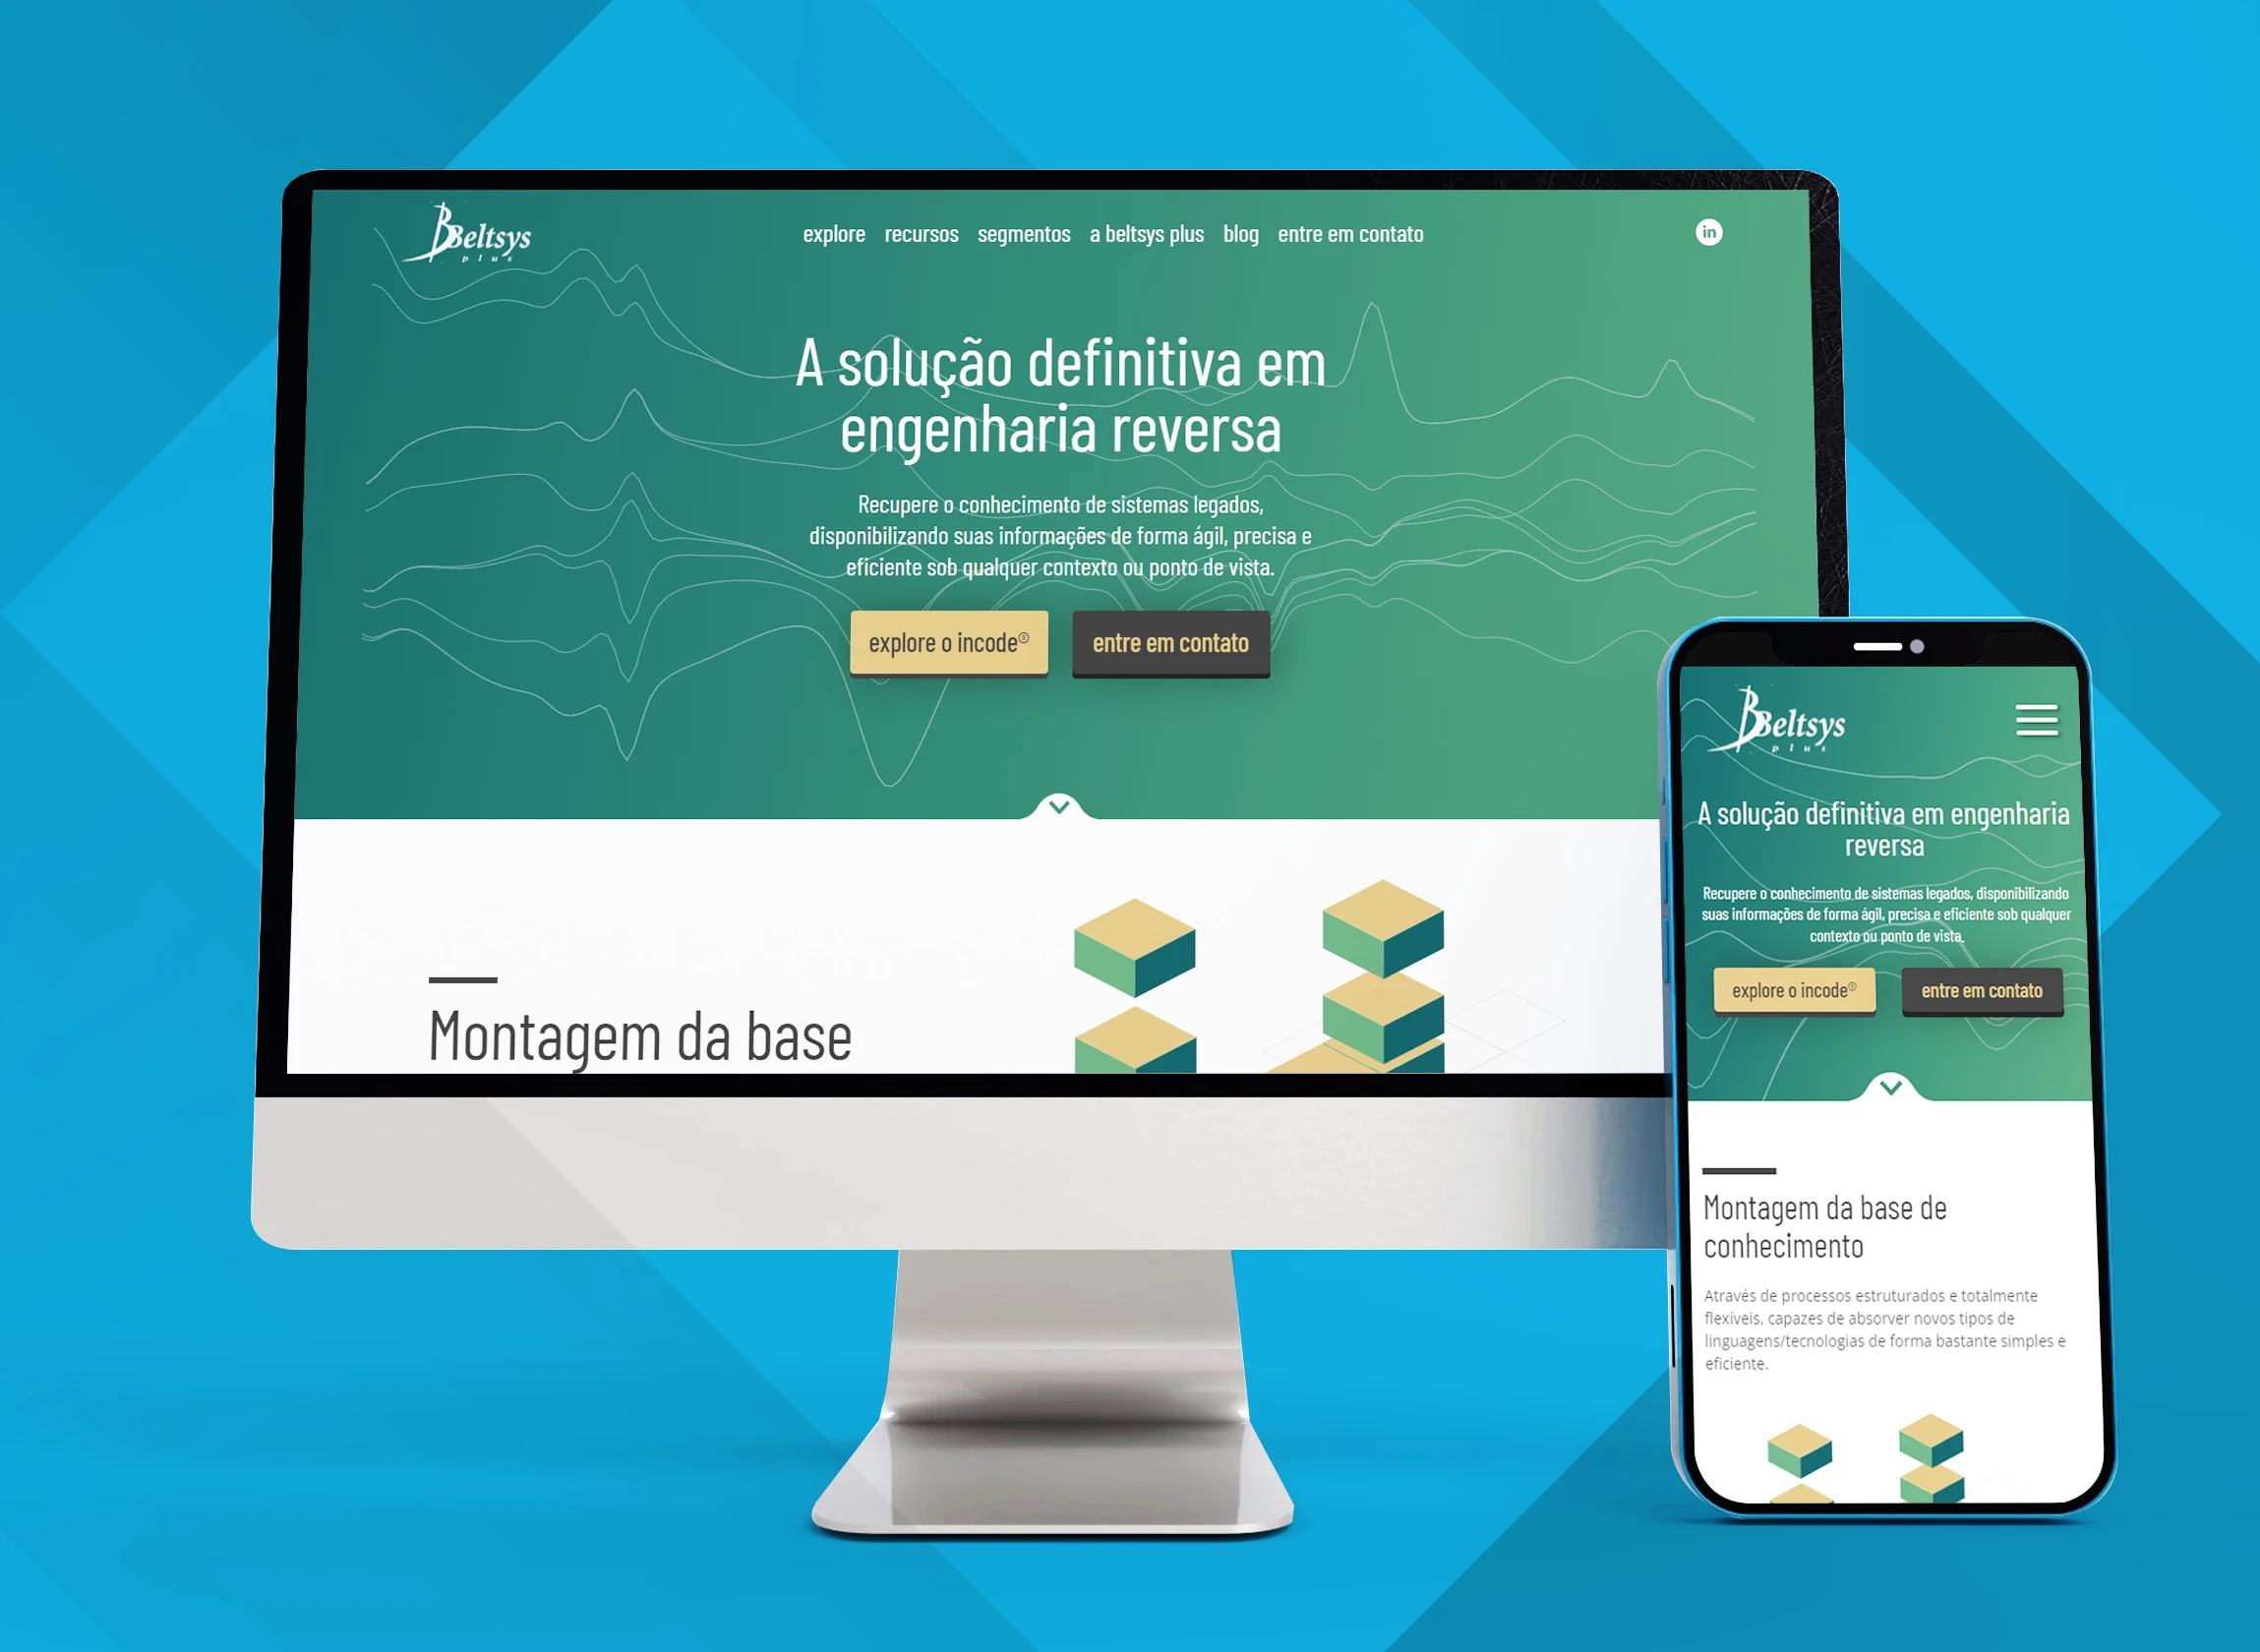 Beltsys
plus
explore recursos segmentos a beltsys plus blog entre em contato
in
A solução definitiva em
engenharia reversa
Recupere o conhecimento de sistemas legados,
disponibilizando suas informações de forma ágil, precisa e
eficiente sob qualquer contexto ou ponto de vista.
explore o incode®
entre em contato
Montagem da base
Beltsys
plus
A solução definitiva em engenharia
reversa
Recupere o conhecimento de sistemas legados, disponibilizando
suas informações de forma ágil, precisa e eficiente sob qualquer
contexto ou ponto de vista.
explore o incode®
entre em contato
Montagem da base de
conhecimento
Através de processos estruturados e totalmente
flexíveis, capazes de absorver novos tipos de
linguagens/tecnologias de forma bastante simples e
eficiente.